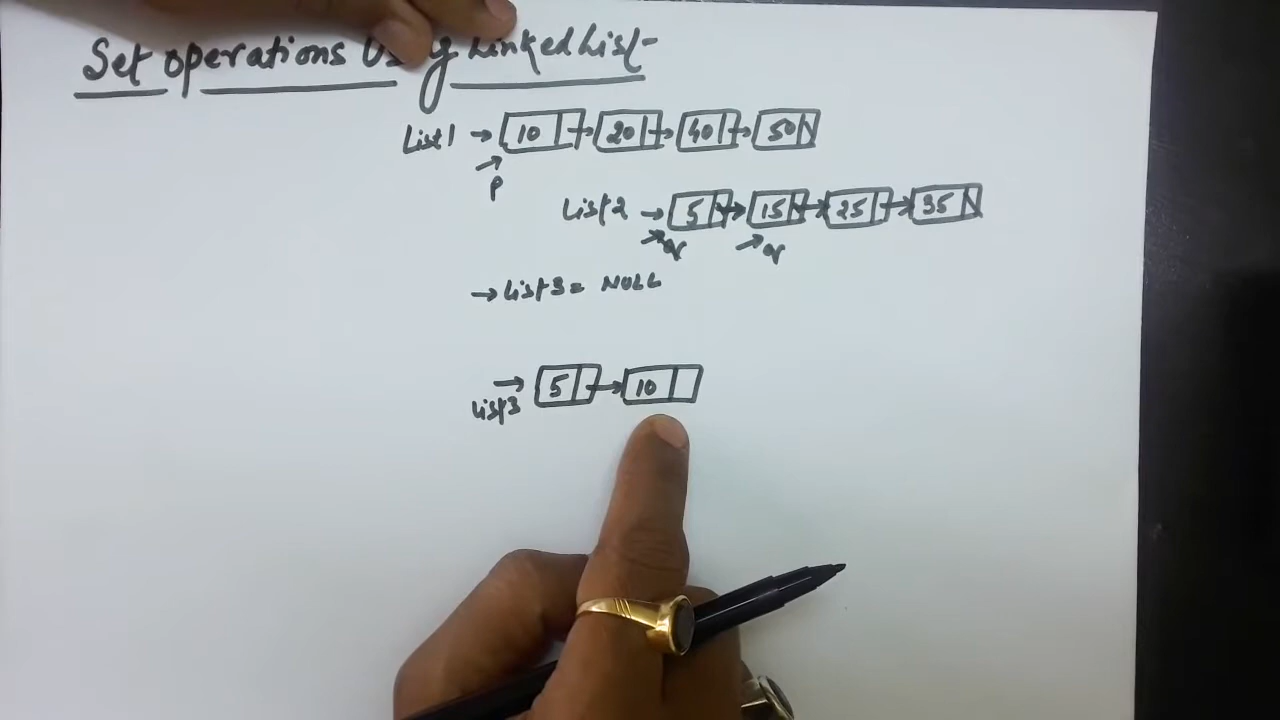 Set operations Using Linked List
List1 → 10 → 20 → 40 → 50 N
P
List2 → 5 → 15 → 25 → 35 N
q q
→ List3 = NULL
→ 5 → 10
List3